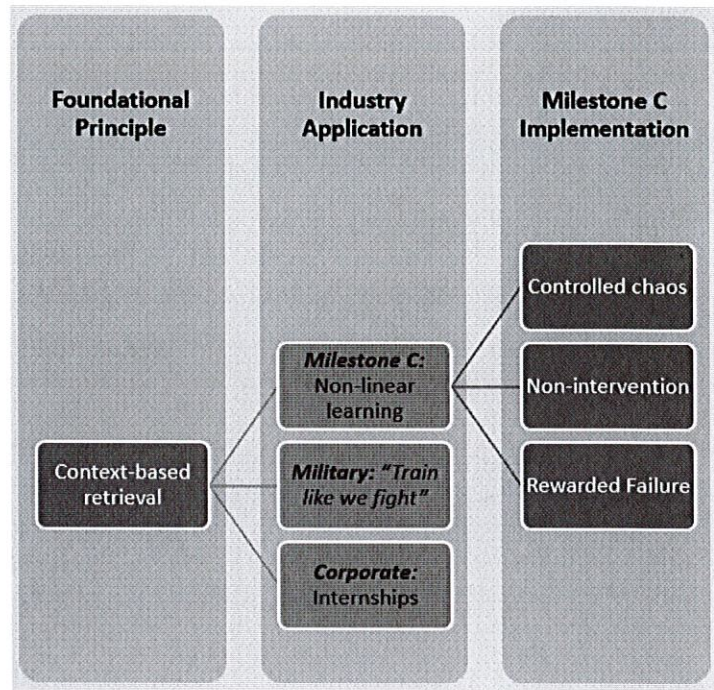 Foundational
Principle
Industry
Application
Milestone C
Implementation
Context-based
retrieval
Milestone C:
Non-linear
learning
Military: “Train
like we fight”
Corporate:
Internships
Controlled chaos
Non-intervention
Rewarded Failure